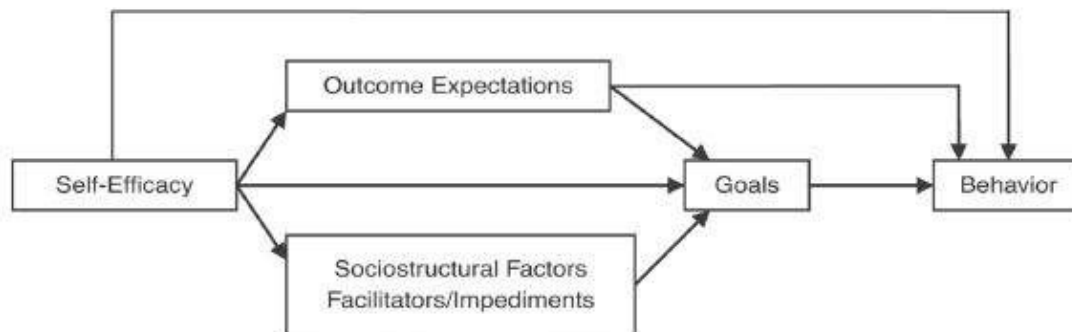 Outcome Expectations
Self-Efficacy
Goals
Behavior
Sociostructural Factors
Facilitators/Impediments